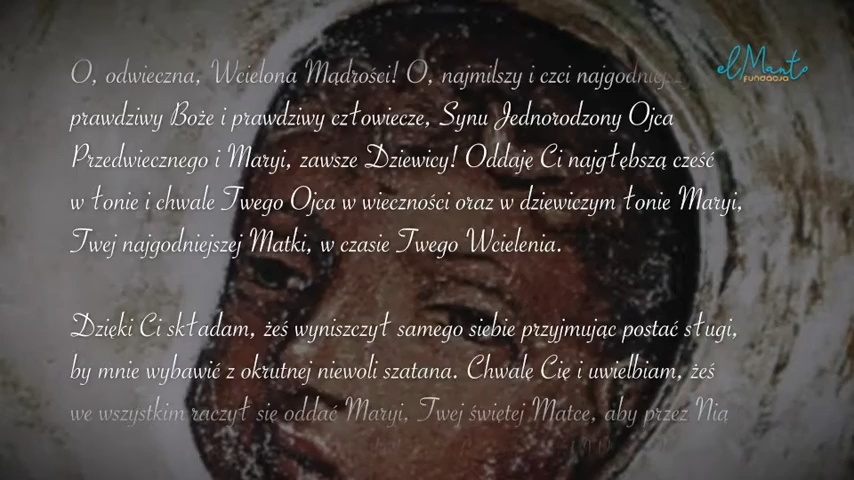 O, odwieczna, Wcielona Mądrości! O, najmilszy i czci najgodniejszy
el Manto
fundacja
prawdziwy Boże i prawdziwy człowiecze, Synu Jednorodzony Ojca
Przedwiecznego i Maryi, zawsze Dziewicy! Oddaję Ci najgłębszą cześć
w łonie i chwale Twego Ojca w wieczności oraz w dziewiczym łonie Maryi,
Twej najgodniejszej Matki, w czasie Twego Wcielenia.
Dzięki Ci składam, żeś wyniszczył samego siebie przyjmując postać sługi,
by mnie wybawić z okrutnej niewoli szatana. Chwalę Cię i uwielbiam, żeś
we wszystkim raczył się oddać Maryi, Twej świętej Matce, aby przez Nią